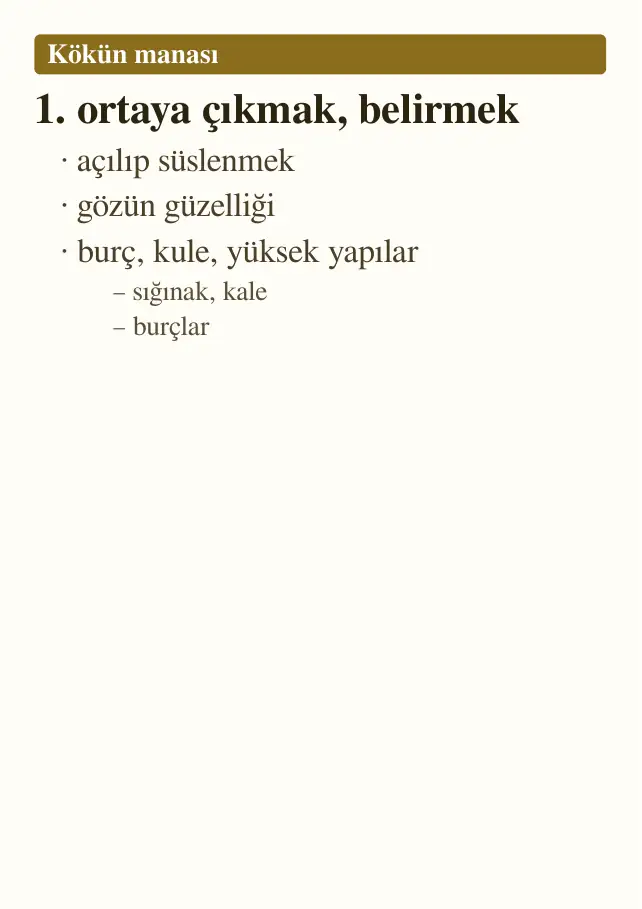 Kökün manası
1. ortaya çıkmak, belirmek
· açılıp süslenmek
· gözün güzelliği
· burç, kule, yüksek yapılar
– sığınak, kale
– burçlar